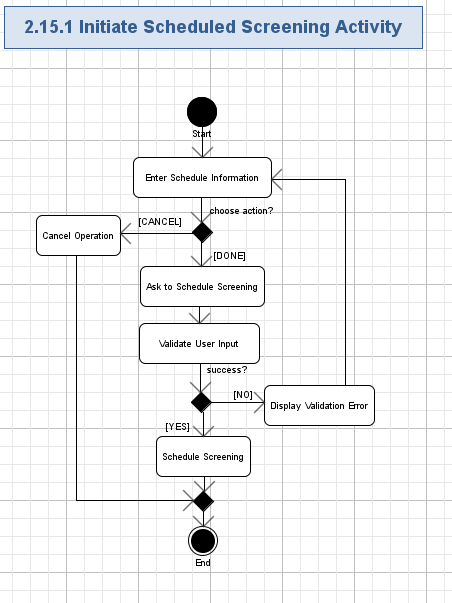 2.15.1 Initiate Scheduled Screening Activity
Start
Enter Schedule Information
choose action?
[CANCEL]
Cancel Operation
[DONE]
Ask to Schedule Screening
Validate User Input
success?
[NO]
Display Validation Error
[YES]
Schedule Screening
End